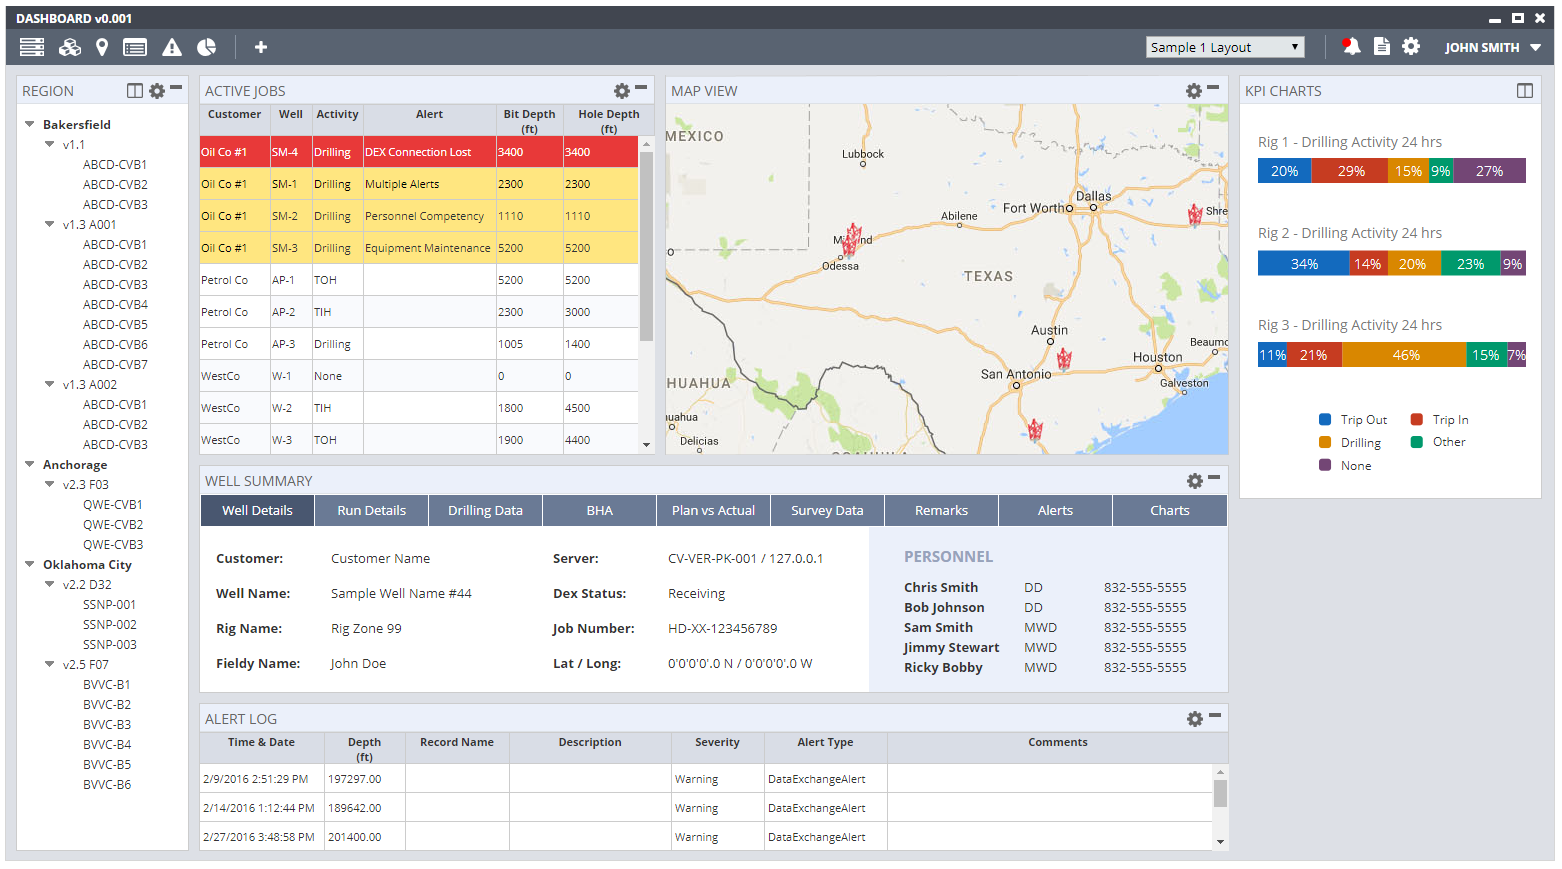 DASHBOARD v0.001
Sample 1 Layout
JOHN SMITH
REGION
Bakersfield
v1.1
ABCD-CVB1
ABCD-CVB2
ABCD-CVB3
v1.3 A001
ABCD-CVB1
ABCD-CVB2
ABCD-CVB3
ABCD-CVB4
ABCD-CVB5
ABCD-CVB6
ABCD-CVB7
v1.3 A002
ABCD-CVB1
ABCD-CVB2
ABCD-CVB3
Anchorage
v2.3 F03
QWE-CVB1
QWE-CVB2
QWE-CVB3
Oklahoma City
v2.2 D32
SSNP-001
SSNP-002
SSNP-003
v2.5 F07
BVVC-B1
BVVC-B2
BVVC-B3
BVVC-B4
BVVC-B5
BVVC-B6
ACTIVE JOBS
Customer Well Activity Alert Bit Depth (ft) Hole Depth (ft)
Oil Co #1 SM-4 Drilling DEX Connection Lost 3400 3400
Oil Co #1 SM-1 Drilling Multiple Alerts 2300 2300
Oil Co #1 SM-2 Drilling Personnel Competency 1110 1110
Oil Co #1 SM-3 Drilling Equipment Maintenance 5200 5200
Petrol Co AP-1 TOH 5200 5200
Petrol Co AP-2 TIH 2300 3000
Petrol Co AP-3 Drilling 1005 1400
WestCo W-1 None 0 0
WestCo W-2 TIH 1800 4500
WestCo W-3 TOH 1900 4400
MAP VIEW
MEXICO
Lubbock
Dallas
Fort Worth
Abilene
Shre
Odessa
TEXAS
Austin
Beaumo
Houston
San Antonio
Galveston
HUAHUA
uahua
Delicias
KPI CHARTS
Rig 1 - Drilling Activity 24 hrs
20% 29% 15% 9% 27%
Rig 2 - Drilling Activity 24 hrs
34% 14% 20% 23% 9%
Rig 3 - Drilling Activity 24 hrs
11% 21% 46% 15% 7%
Trip Out Trip In
Drilling Other
None
WELL SUMMARY
Well Details Run Details Drilling Data BHA Plan vs Actual Survey Data Remarks Alerts Charts
Customer: Customer Name Server: CV-VER-PK-001 / 127.0.0.1
Well Name: Sample Well Name #44 Dex Status: Receiving
Rig Name: Rig Zone 99 Job Number: HD-XX-123456789
Fieldy Name: John Doe Lat / Long: 0'0'0'0'.0 N / 0'0'0'0'.0 W
PERSONNEL
Chris Smith DD 832-555-5555
Bob Johnson DD 832-555-5555
Sam Smith MWD 832-555-5555
Jimmy Stewart MWD 832-555-5555
Ricky Bobby MWD 832-555-5555
ALERT LOG
Time & Date Depth (ft) Record Name Description Severity Alert Type Comments
2/9/2016 2:51:29 PM 197297.00 Warning DataExchangeAlert
2/14/2016 1:12:44 PM 189642.00 Warning DataExchangeAlert
2/27/2016 3:48:58 PM 201400.00 Warning DataExchangeAlert